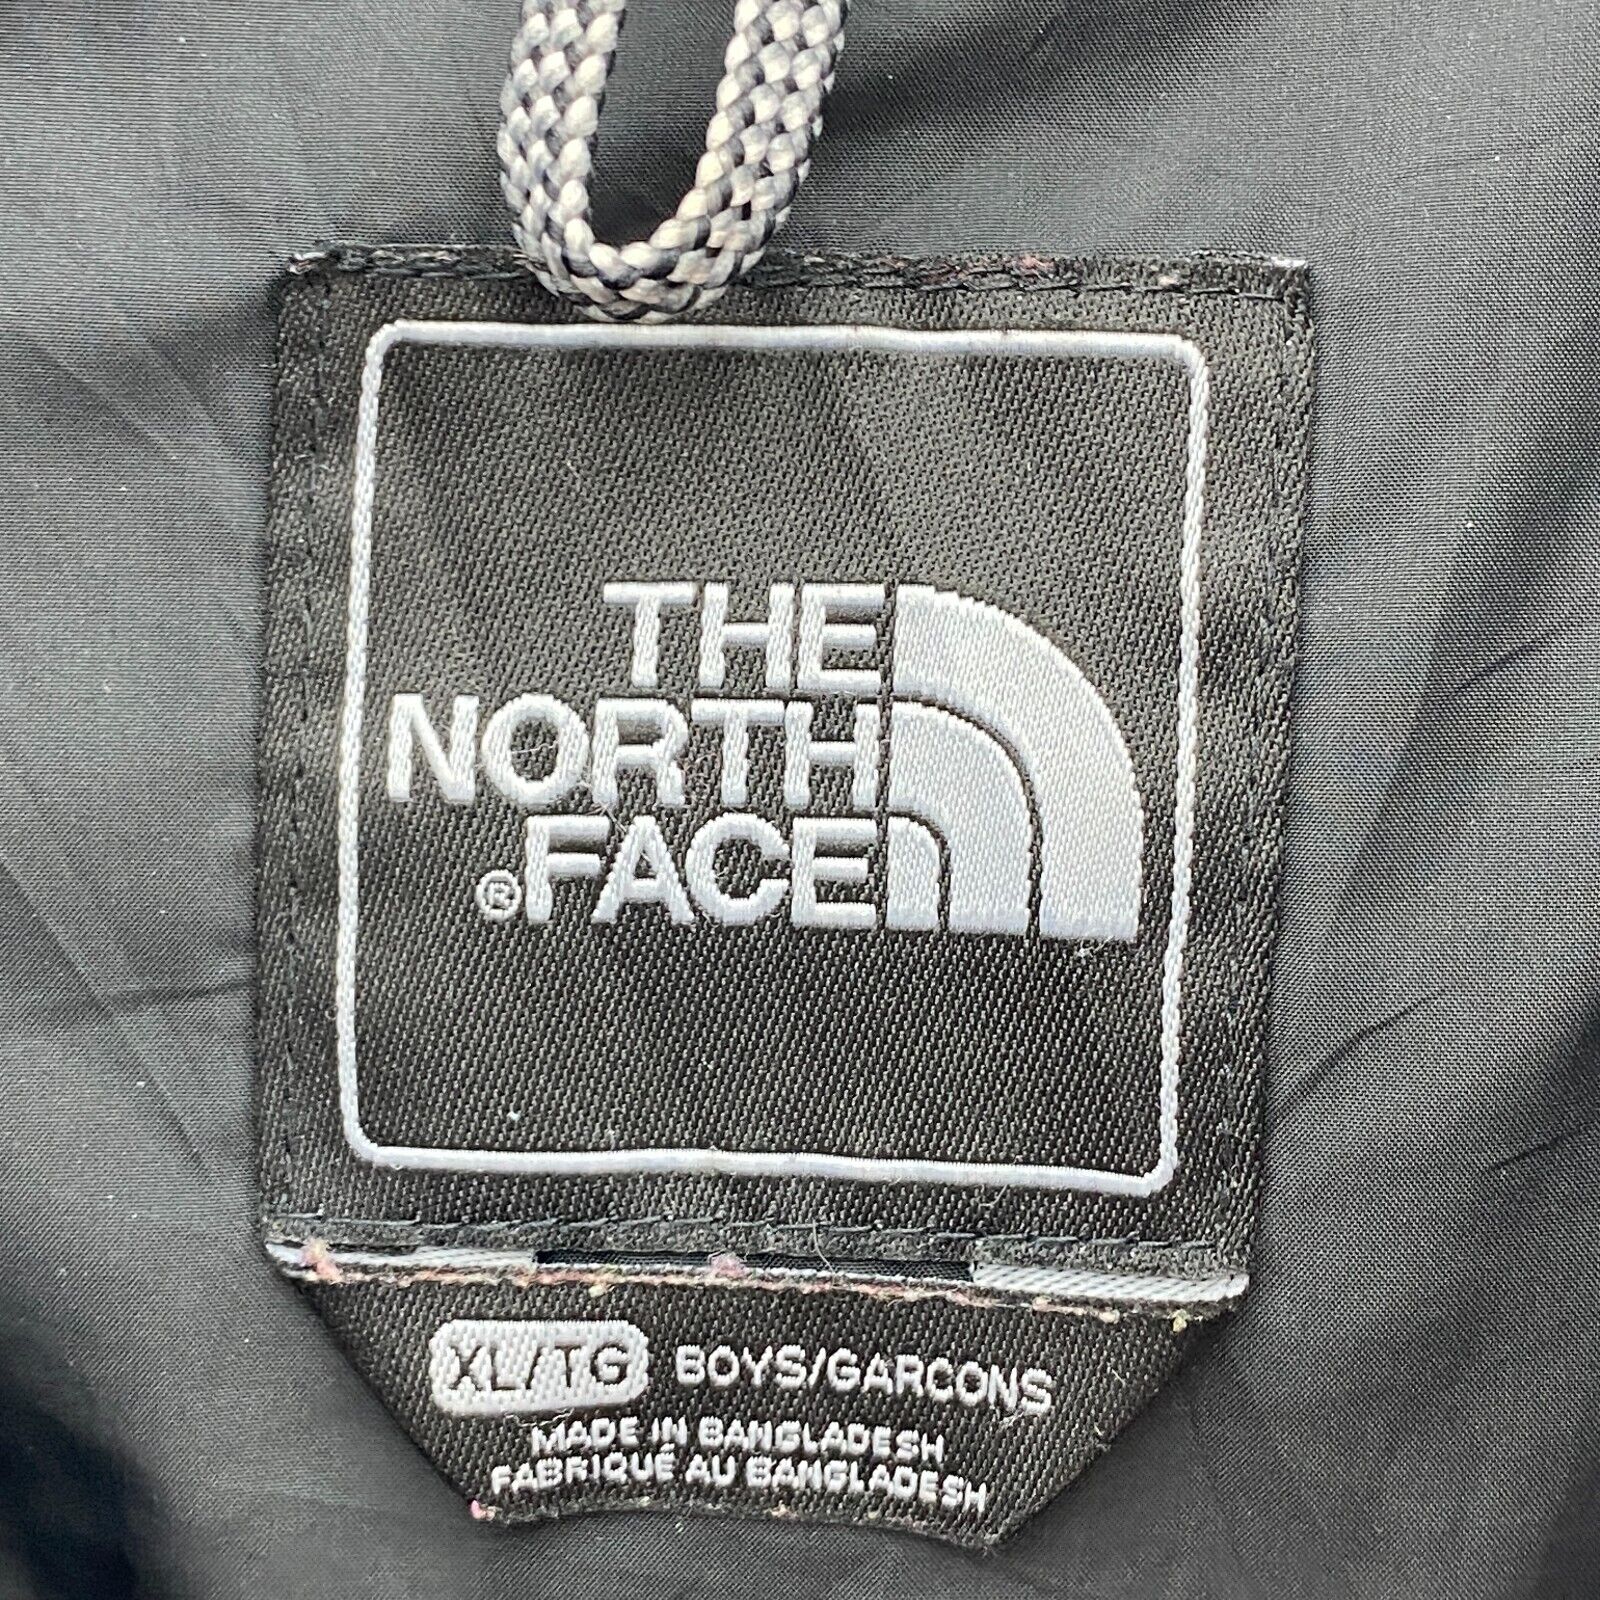 THE
NORTH
® FACE
XL/TG BOYS/GARCONS
MADE IN BANGLADESH
FABRIQUÉ AU BANGLADESH